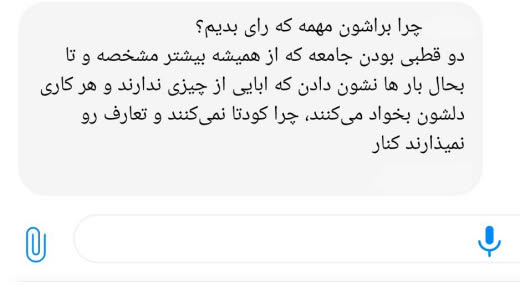 چرا براشون مهمه که رای بدیم؟
دو قطبی بودن جامعه که از همیشه بیشتر مشخصه و تا
بحال بار ها نشون دادن که ابایی از چیزی ندارند و هر کاری
دلشون بخواد می‌کنند، چرا کودتا نمی‌کنند و تعارف رو
نمیذارند کنار